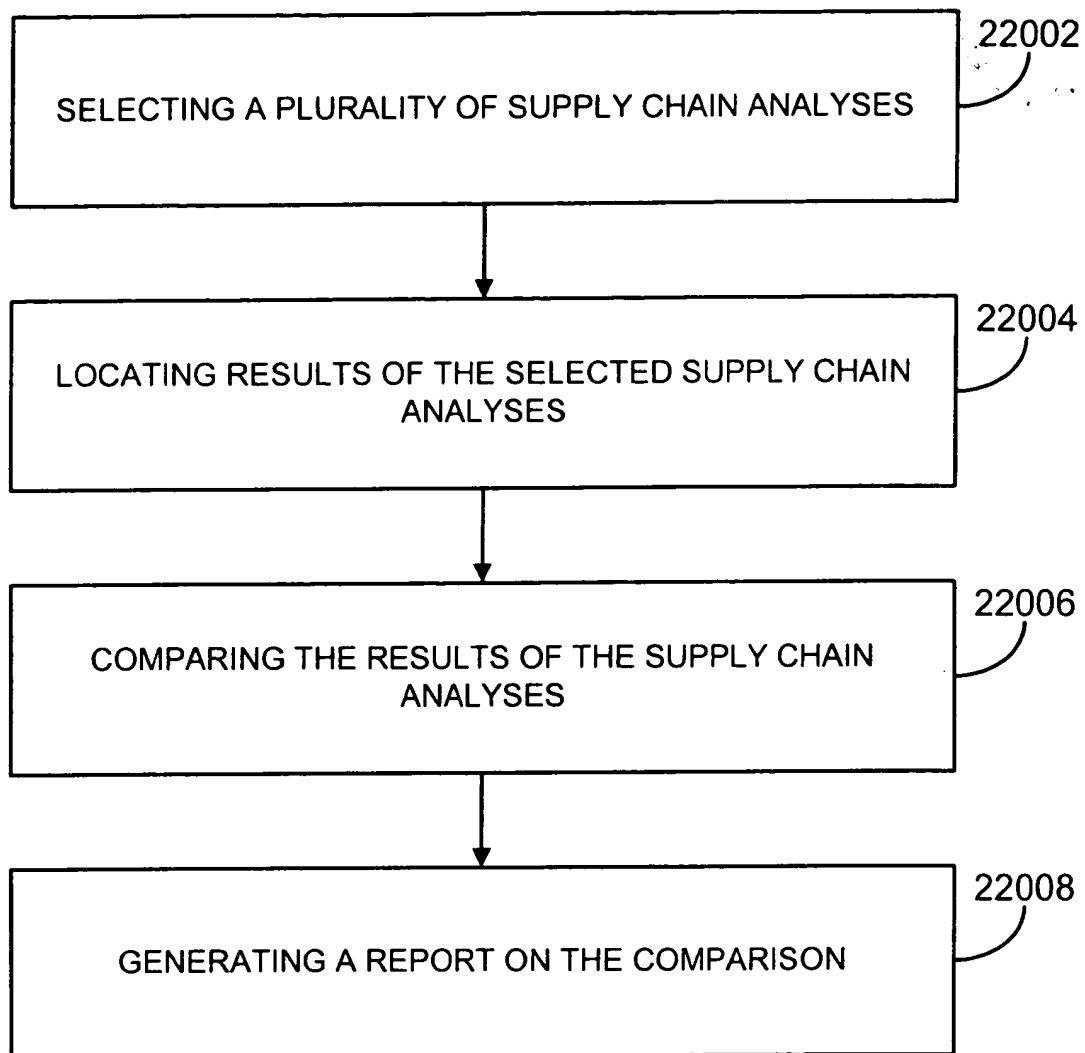 22002
SELECTING A PLURALITY OF SUPPLY CHAIN ANALYSES
22004
LOCATING RESULTS OF THE SELECTED SUPPLY CHAIN
ANALYSES
22006
COMPARING THE RESULTS OF THE SUPPLY CHAIN
ANALYSES
22008
GENERATING A REPORT ON THE COMPARISON